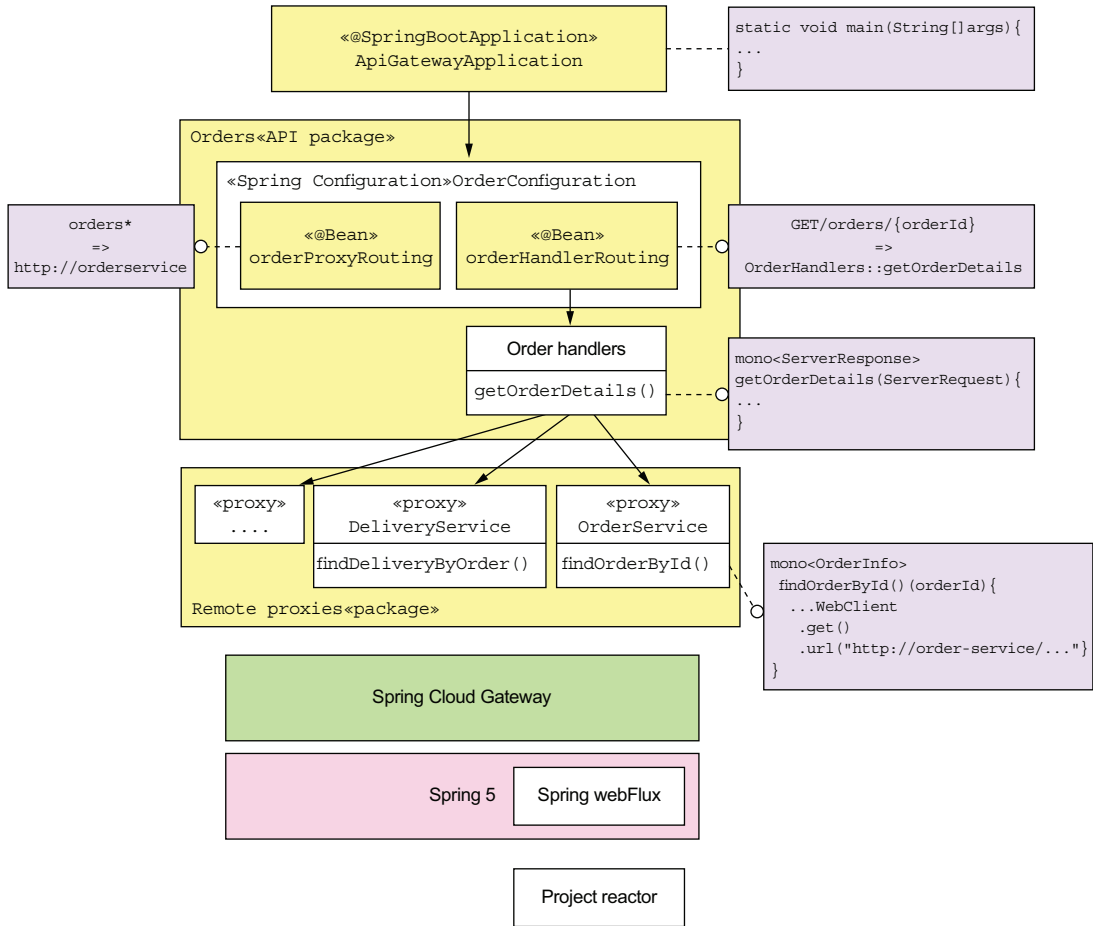 «@SpringBootApplication»
ApiGatewayApplication
static void main(String[]args){
...
}
Orders«API package»
«Spring Configuration»OrderConfiguration
orders*
=>
http://orderservice
«@Bean»
orderProxyRouting
«@Bean»
orderHandlerRouting
GET/orders/{orderId}
=>
OrderHandlers::getOrderDetails
Order handlers
getOrderDetails()
mono<ServerResponse>
getOrderDetails(ServerRequest){
...
}
«proxy»
....
«proxy»
DeliveryService
findDeliveryByOrder()
«proxy»
OrderService
findOrderById()
Remote proxies«package»
mono<OrderInfo>
findOrderById()(orderId){
...WebClient
.get()
.url("http://order-service/..."}
}
Spring Cloud Gateway
Spring 5
Spring webFlux
Project reactor